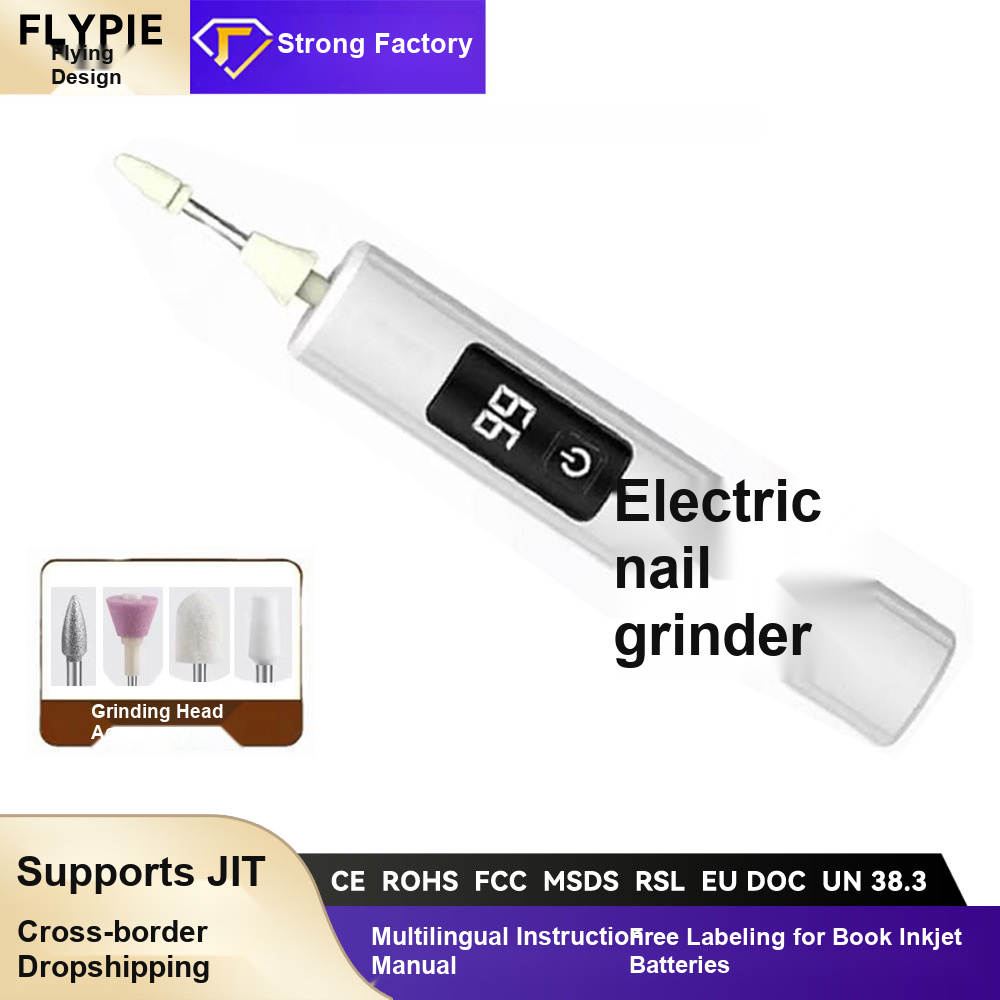 FLYPIE
Flying
Design
Strong Factory
99
Electric
nail
grinder
Grinding Head
Supports JIT
CE ROHS FCC MSDS RSL EU DOC UN 38.3
Cross-border
Dropshipping
Multilingual Instruction
Manual
Free Labeling for Book Inkjet
Batteries